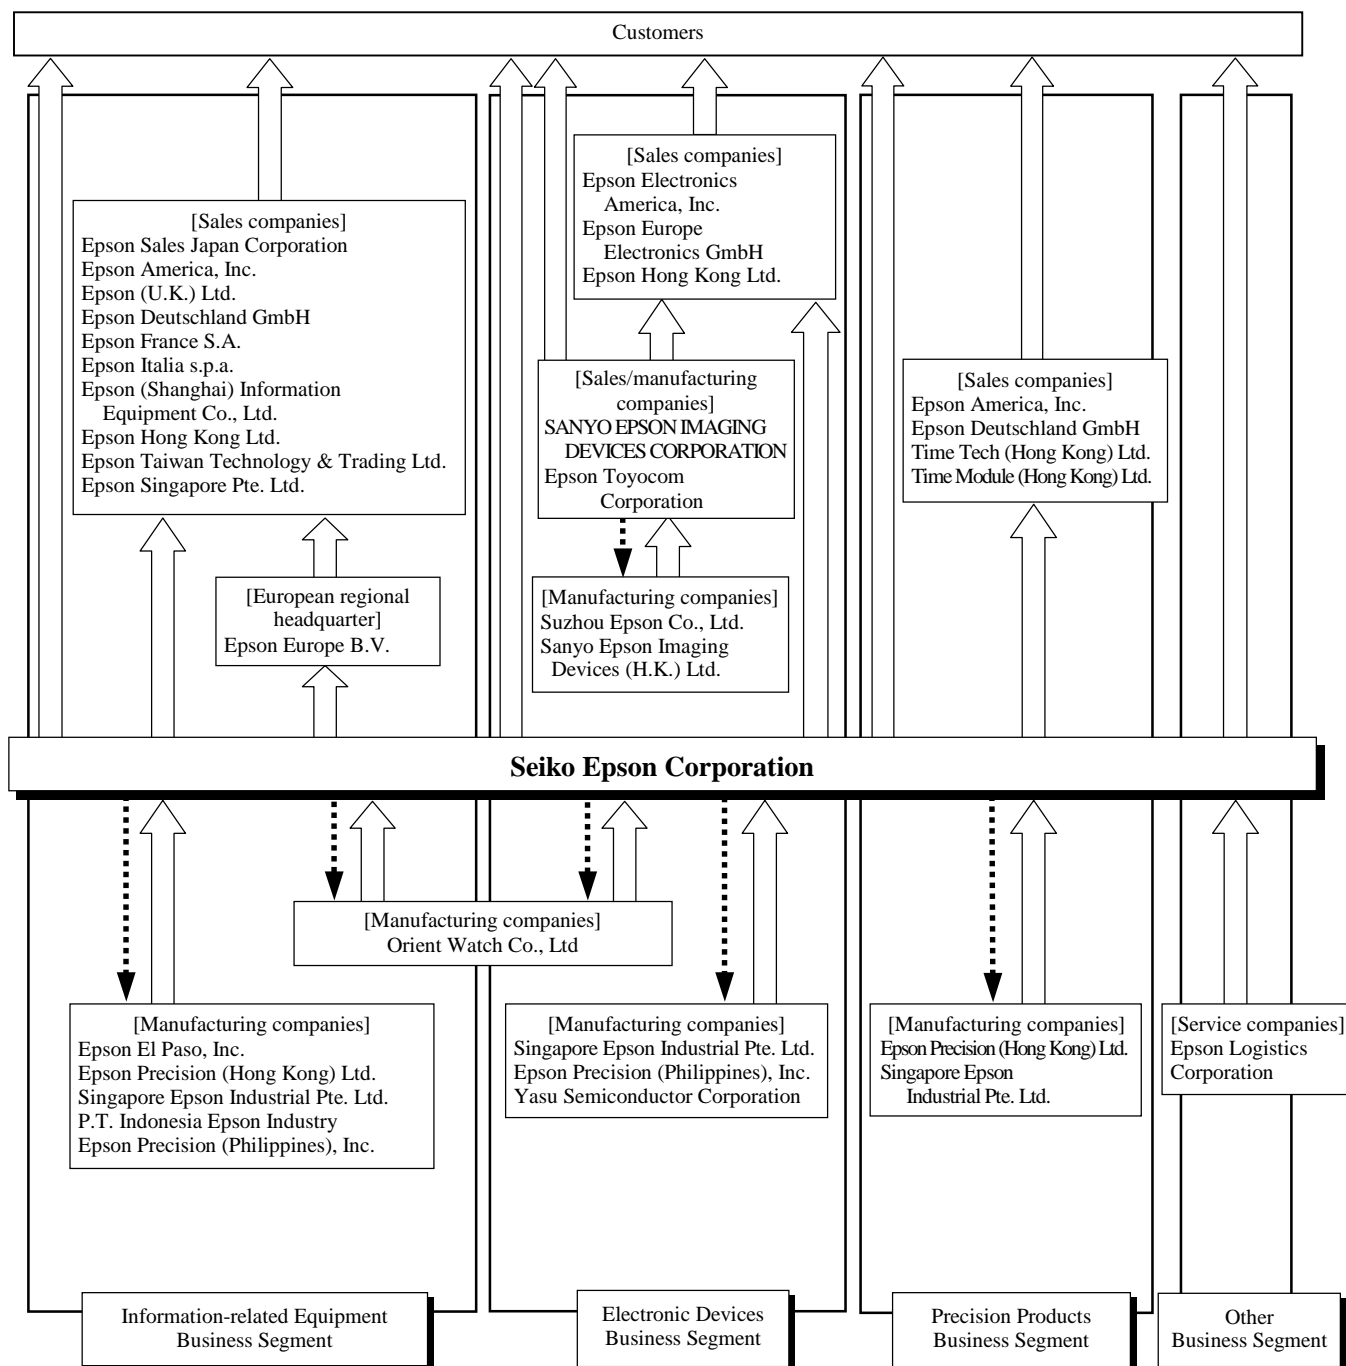 Customers
[Sales companies]
Epson Sales Japan Corporation
Epson America, Inc.
Epson (U.K.) Ltd.
Epson Deutschland GmbH
Epson France S.A.
Epson Italia s.p.a.
Epson (Shanghai) Information
Equipment Co., Ltd.
Epson Hong Kong Ltd.
Epson Taiwan Technology & Trading Ltd.
Epson Singapore Pte. Ltd.
[European regional
headquarter]
Epson Europe B.V.
[Sales companies]
Epson Electronics
America, Inc.
Epson Europe
Electronics GmbH
Epson Hong Kong Ltd.
[Sales/manufacturing
companies]
SANYO EPSON IMAGING
DEVICES CORPORATION
Epson Toyocom
Corporation
[Manufacturing companies]
Suzhou Epson Co., Ltd.
Sanyo Epson Imaging
Devices (H.K.) Ltd.
[Sales companies]
Epson America, Inc.
Epson Deutschland GmbH
Time Tech (Hong Kong) Ltd.
Time Module (Hong Kong) Ltd.
Seiko Epson Corporation
[Manufacturing companies]
Orient Watch Co., Ltd
[Manufacturing companies]
Epson El Paso, Inc.
Epson Precision (Hong Kong) Ltd.
Singapore Epson Industrial Pte. Ltd.
P.T. Indonesia Epson Industry
Epson Precision (Philippines), Inc.
[Manufacturing companies]
Singapore Epson Industrial Pte. Ltd.
Epson Precision (Philippines), Inc.
Yasu Semiconductor Corporation
[Manufacturing companies]
Epson Precision (Hong Kong) Ltd.
Singapore Epson
Industrial Pte. Ltd.
[Service companies]
Epson Logistics
Corporation
Information-related Equipment
Business Segment
Electronic Devices
Business Segment
Precision Products
Business Segment
Other
Business Segment